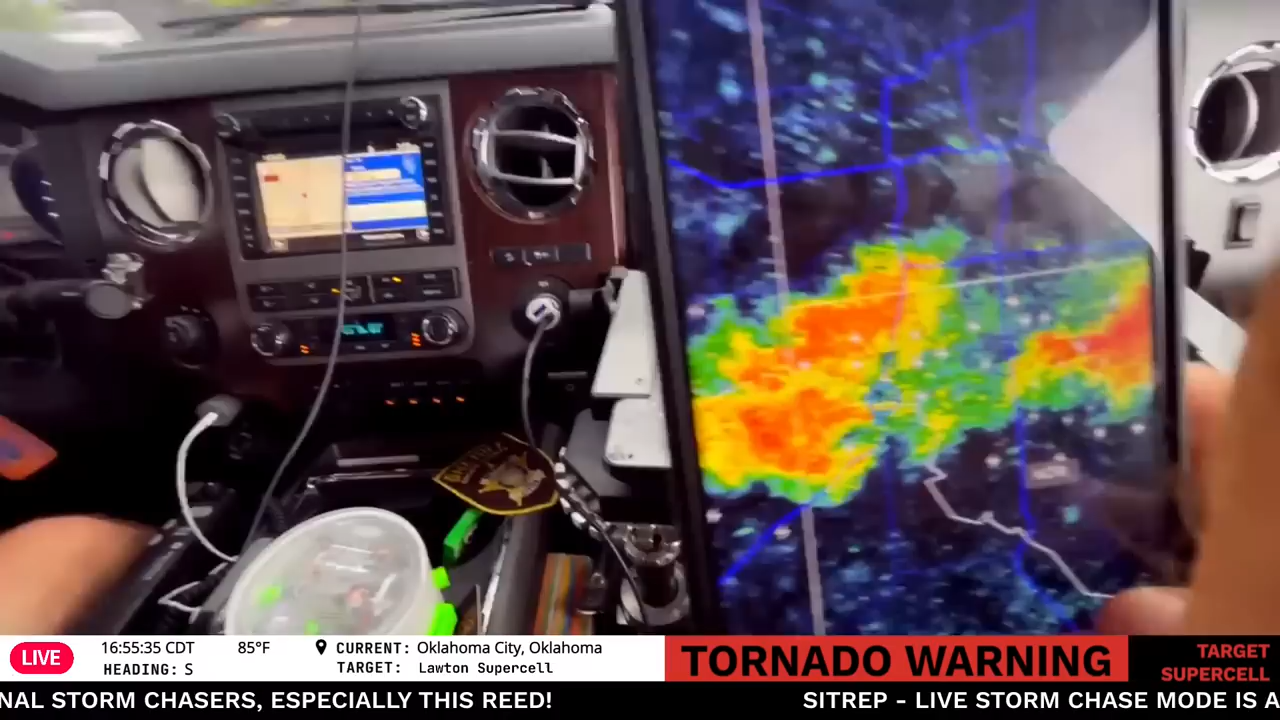 LIVE
16:55:35 CDT
85°F
CURRENT: Oklahoma City, Oklahoma
HEADING: S
TARGET: Lawton Supercell
TORNADO WARNING
TARGET
SUPERCELL
NAL STORM CHASERS, ESPECIALLY THIS REED!
SITREP - LIVE STORM CHASE MODE IS A